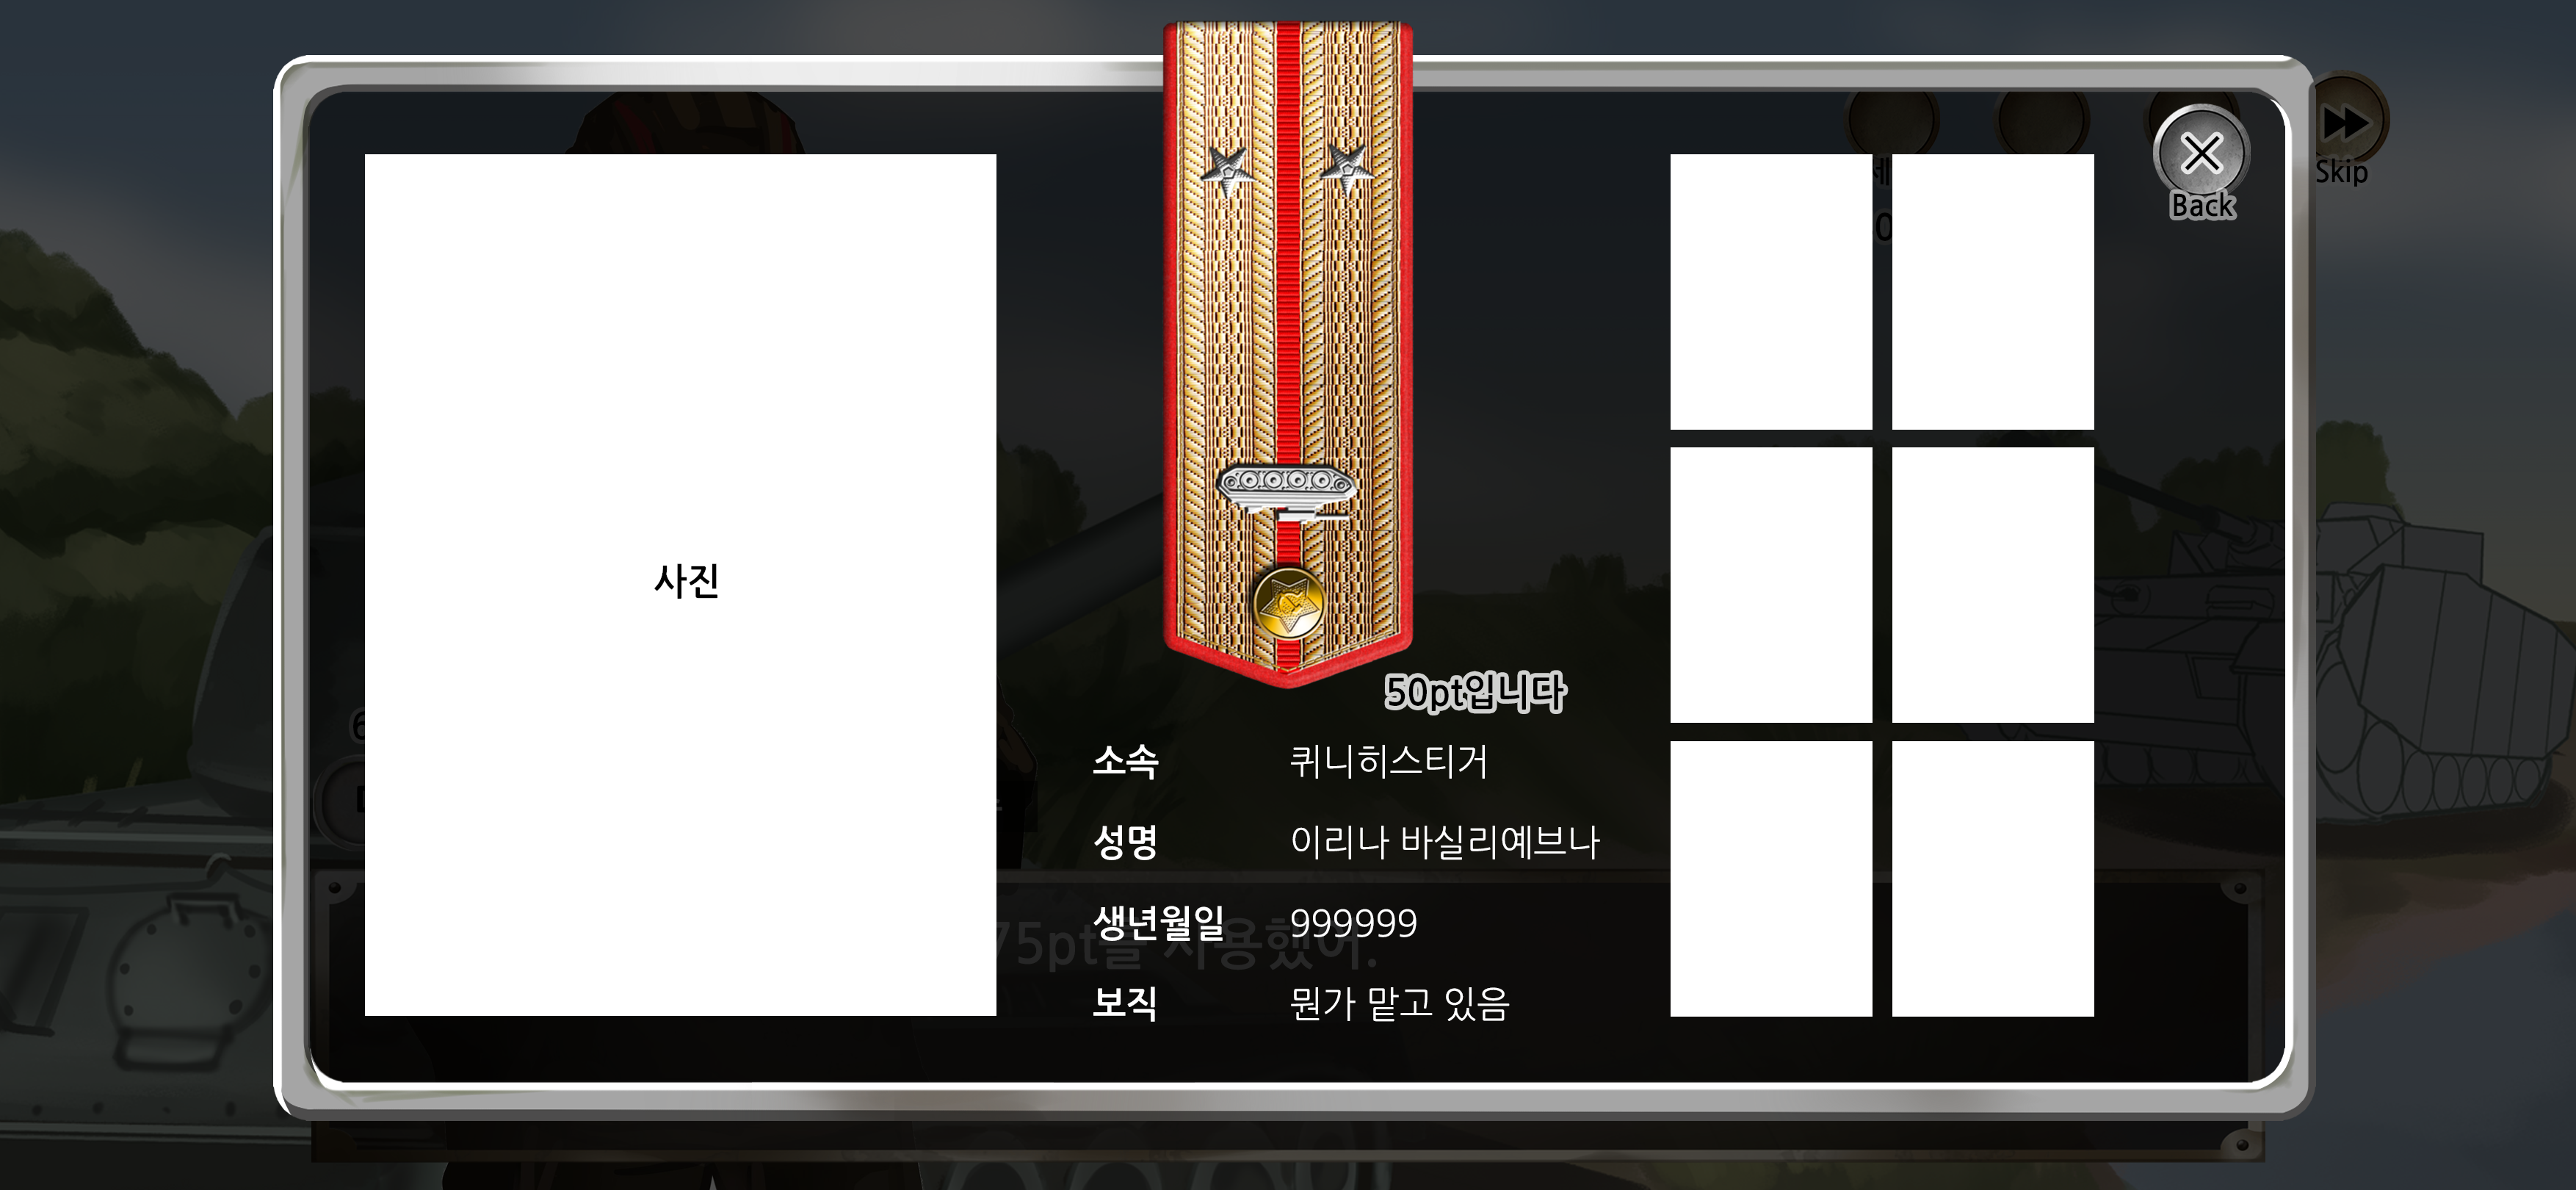 Skip
Back
사진
50pt입니다
소속 퀴니히스티거
성명 이리나 바실리예브나
생년월일 999999
75pt를 사용했어.
보직 뭔가 맡고 있음